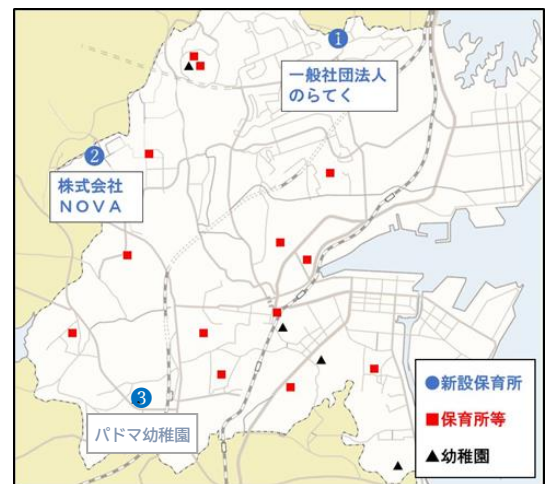 1
一般社団法人
のらてく
2
株式会社
NOVA
3
パドマ幼稚園
●新設保育所
■保育所等
▲幼稚園